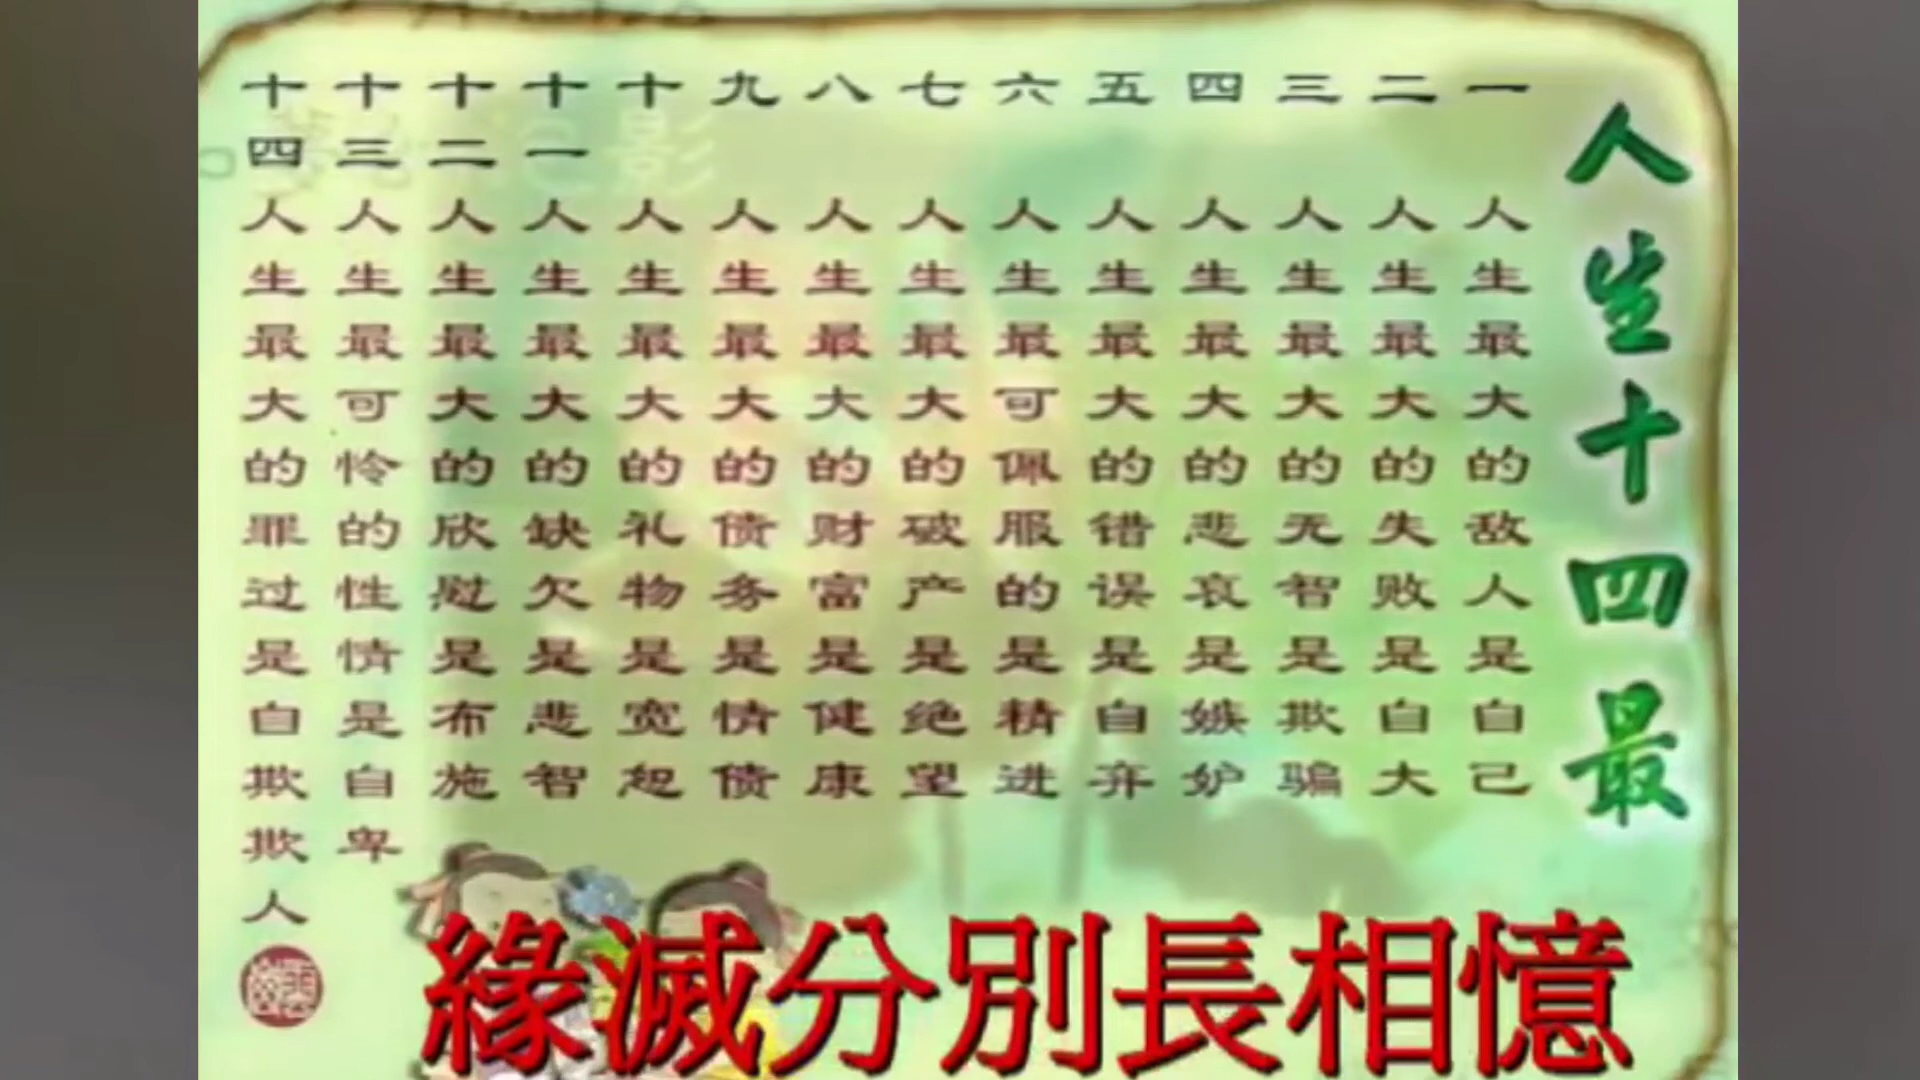 人生十四最
一人生最大的敌人是自己
二人生最大的失败是自大
三人生最大的无智是欺骗
四人生最大的悲哀是嫉妒
五人生最大的错误是自弃
六人生最可佩服的是精进
七人生最大的破产是绝望
八人生最大的财富是健康
九人生最大的债务是情债
十人生最大的礼物是宽恕
十一人生最大的缺欠是悲智
十二人生最大的欣慰是布施
十三人生最可怜的性情是自卑
十四人生最大的罪过是自欺欺人
緣滅分別長相憶